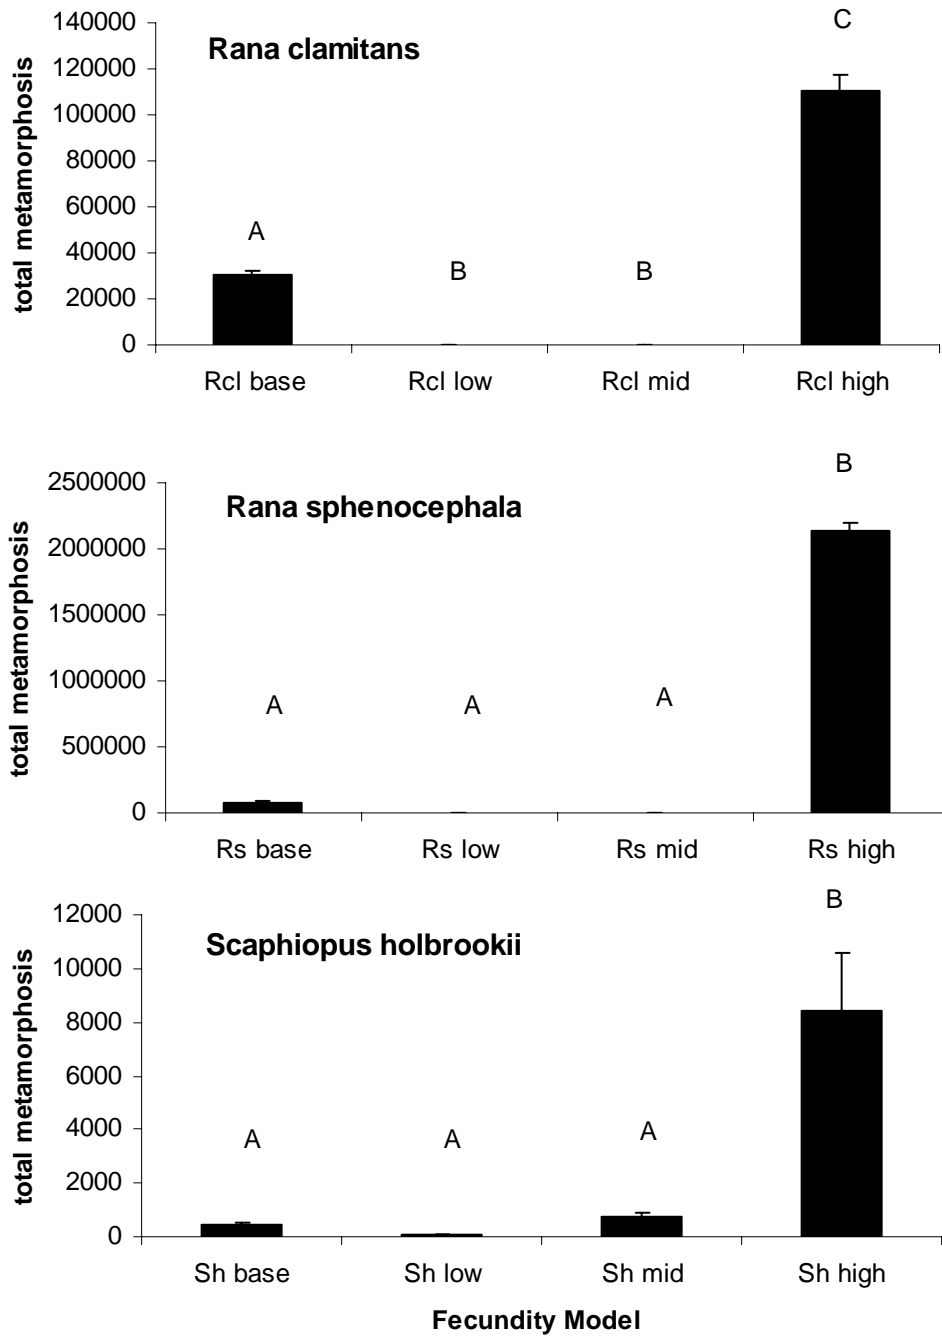 140000
120000
100000
80000
60000
40000
20000
0
total metamorphosis
Rana clamitans
A
B
B
C
Rcl base
Rcl low
Rcl mid
Rcl high
2500000
2000000
1500000
1000000
500000
0
total metamorphosis
Rana sphenocephala
A
A
A
B
Rs base
Rs low
Rs mid
Rs high
12000
10000
8000
6000
4000
2000
0
total metamorphosis
Scaphiopus holbrookii
A
A
A
B
Sh base
Sh low
Sh mid
Sh high
Fecundity Model